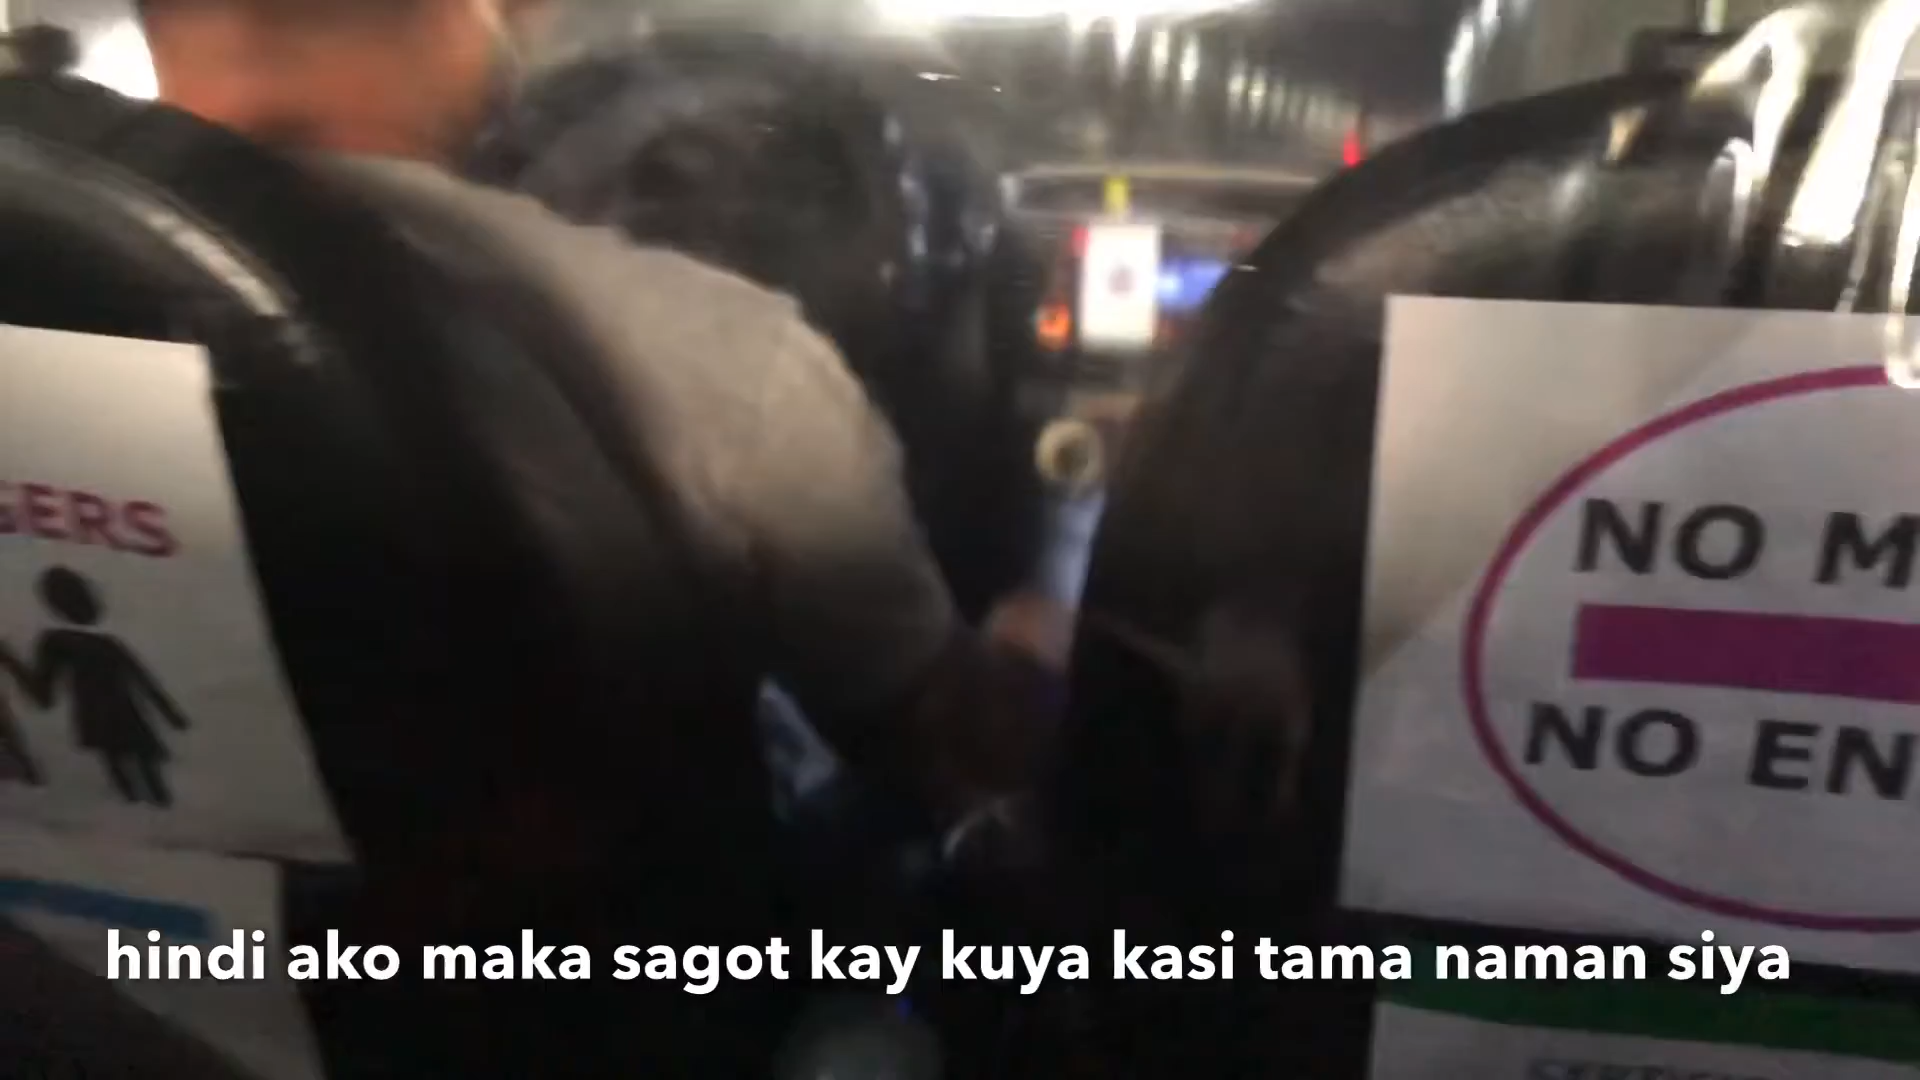 GERS
NO M
NO EN
hindi ako maka sagot kay kuya kasi tama naman siya